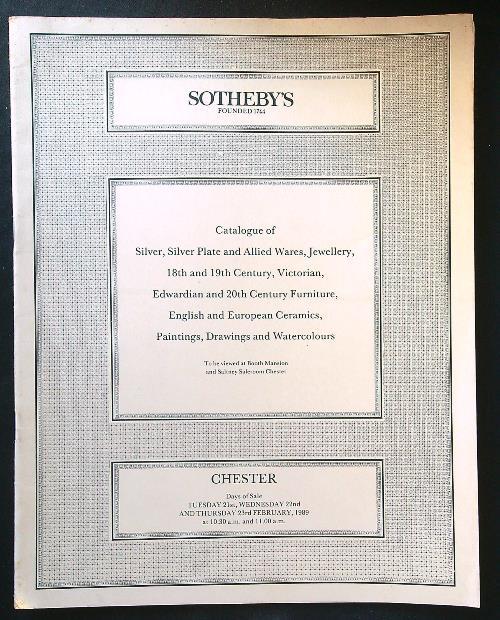 SOTHEBY'S
FOUNDED 1744
Catalogue of
Silver, Silver Plate and Allied Wares, Jewellery,
18th and 19th Century, Victorian,
Edwardian and 20th Century Furniture,
English and European Ceramics,
Paintings, Drawings and Watercolours
To be viewed at Booth Mansion
and Saltney Saleroom Chester
CHESTER
Days of Sale
TUESDAY 21st, WEDNESDAY 22nd
AND THURSDAY 23rd FEBRUARY, 1989
at 10:30 a.m. and 11:00 a.m.